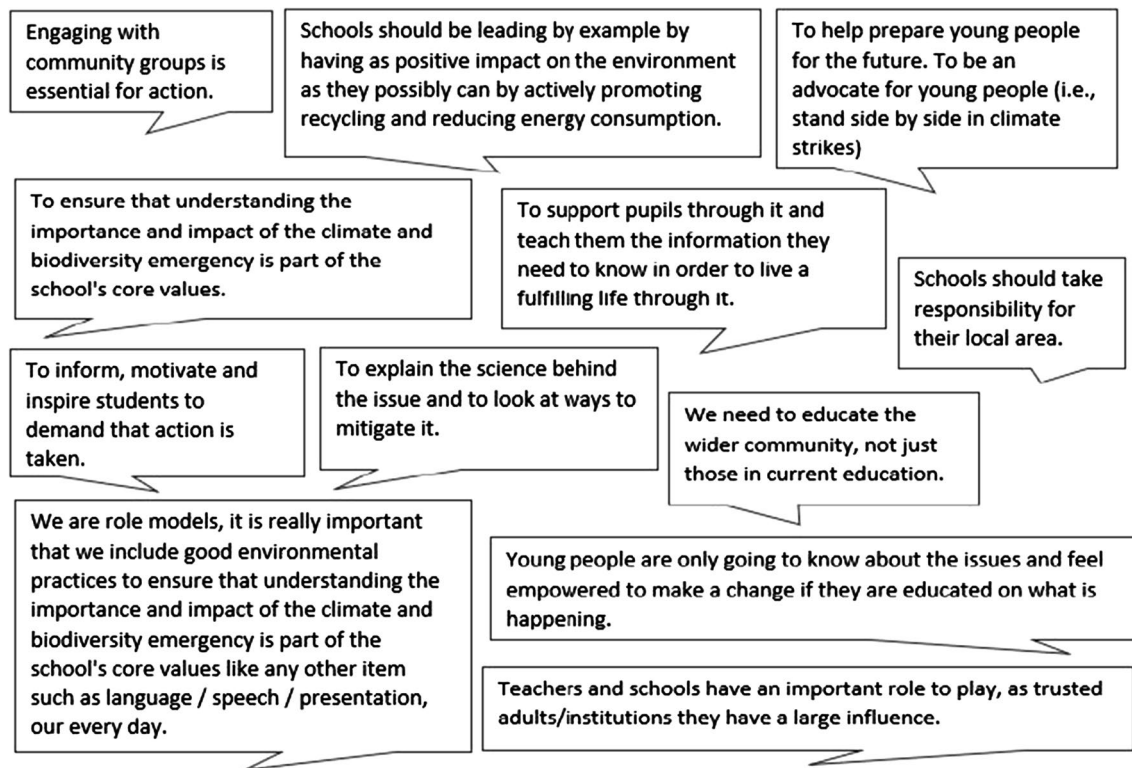 Engaging with
community groups is
essential for action.
Schools should be leading by example by
having as positive impact on the environment
as they possibly can by actively promoting
recycling and reducing energy consumption.
To help prepare young people
for the future. To be an
advocate for young people (i.e.,
stand side by side in climate
strikes)
To ensure that understanding the
importance and impact of the climate and
biodiversity emergency is part of the
school's core values.
To support pupils through it and
teach them the information they
need to know in order to live a
fulfilling life through it.
Schools should take
responsibility for
their local area.
To inform, motivate and
inspire students to
demand that action is
taken.
To explain the science behind
the issue and to look at ways to
mitigate it.
We need to educate the
wider community, not just
those in current education.
We are role models, it is really important
that we include good environmental
practices to ensure that understanding the
importance and impact of the climate and
biodiversity emergency is part of the
school's core values like any other item
such as language / speech / presentation,
our every day.
Young people are only going to know about the issues and feel
empowered to make a change if they are educated on what is
happening.
Teachers and schools have an important role to play, as trusted
adults/institutions they have a large influence.